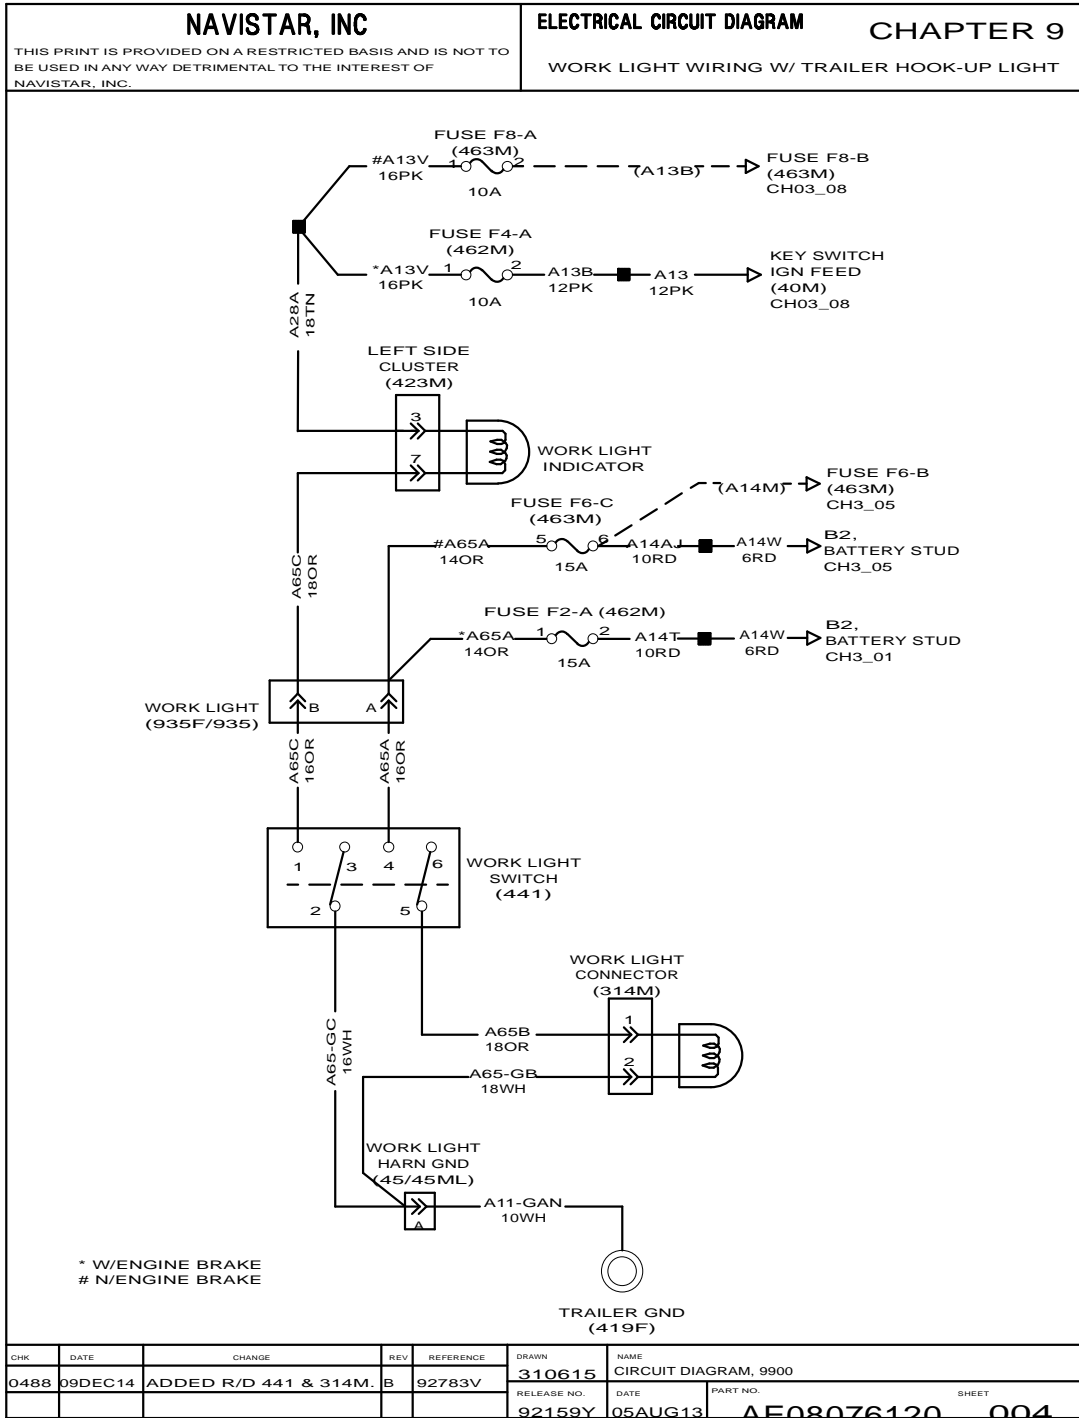 NAVISTAR, INC
THIS PRINT IS PROVIDED ON A RESTRICTED BASIS AND IS NOT TO
BE USED IN ANY WAY DETRIMENTAL TO THE INTEREST OF
NAVISTAR, INC.
ELECTRICAL CIRCUIT DIAGRAM
CHAPTER 9
WORK LIGHT WIRING W/ TRAILER HOOK-UP LIGHT
FUSE F8-A
(463M)
#A13V
16PK
1
2
10A
(A13B)
FUSE F8-B
(463M)
CH03_08
FUSE F4-A
(462M)
*A13V
16PK
1
2
10A
A13B
12PK
A13
12PK
KEY SWITCH
IGN FEED
(40M)
CH03_08
A28A
18TN
LEFT SIDE
CLUSTER
(423M)
3
7
WORK LIGHT
INDICATOR
(A14M)
FUSE F6-B
(463M)
CH3_05
FUSE F6-C
(463M)
#A65A
14OR
5
6
15A
A14AJ
10RD
A14W
6RD
B2,
BATTERY STUD
CH3_05
A65C
18OR
FUSE F2-A (462M)
*A65A
14OR
1
2
15A
A14T
10RD
A14W
6RD
B2,
BATTERY STUD
CH3_01
WORK LIGHT
(935F/935)
B
A
A65C
16OR
A65A
16OR
1
3
4
6
2
5
WORK LIGHT
SWITCH
(441)
WORK LIGHT
CONNECTOR
(314M)
1
2
A65B
18OR
A65-GB
18WH
A65-GC
16WH
WORK LIGHT
HARN GND
(45/45ML)
A
A11-GAN
10WH
TRAILER GND
(419F)
* W/ENGINE BRAKE
# N/ENGINE BRAKE
CHK DATE CHANGE REV REFERENCE
0488 09DEC14 ADDED R/D 441 & 314M. B 92783V
DRAWN
310615
NAME
CIRCUIT DIAGRAM, 9900
RELEASE NO.
92159Y
DATE
05AUG13
PART NO.
AE08076120
SHEET
004